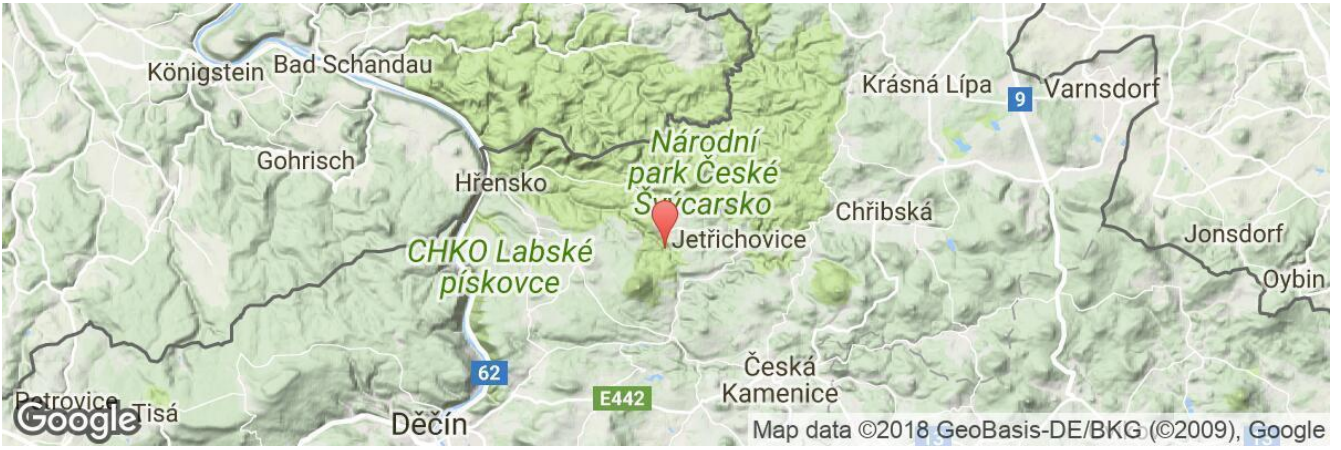 Königstein
Bad Schandau
Krásná Lípa
9
Varnsdorf
Gohrisch
Národní
park České
Švýcarsko
Hřensko
Chřibská
Jetřichovice
Jonsdorf
CHKO Labské
pískovce
Oybin
62
Česká
Kamenice
E442
Petrovice
Tisá
Google
Děčín
Map data ©2018 GeoBasis-DE/BKG (©2009), Google